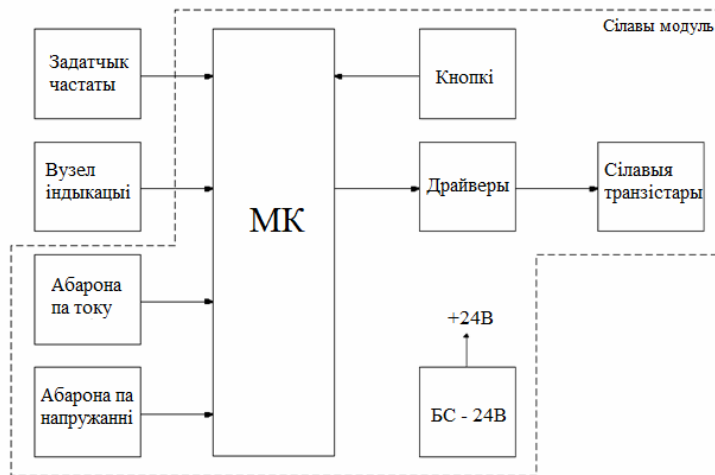 Сілавы модуль
Задатчык
частаты
Кнопкі
Вузел
індыкацыі
МК
Драйверы
Сілавыя
транзістары
Абарона
па току
+24В
Абарона па
напружанні
БС - 24В